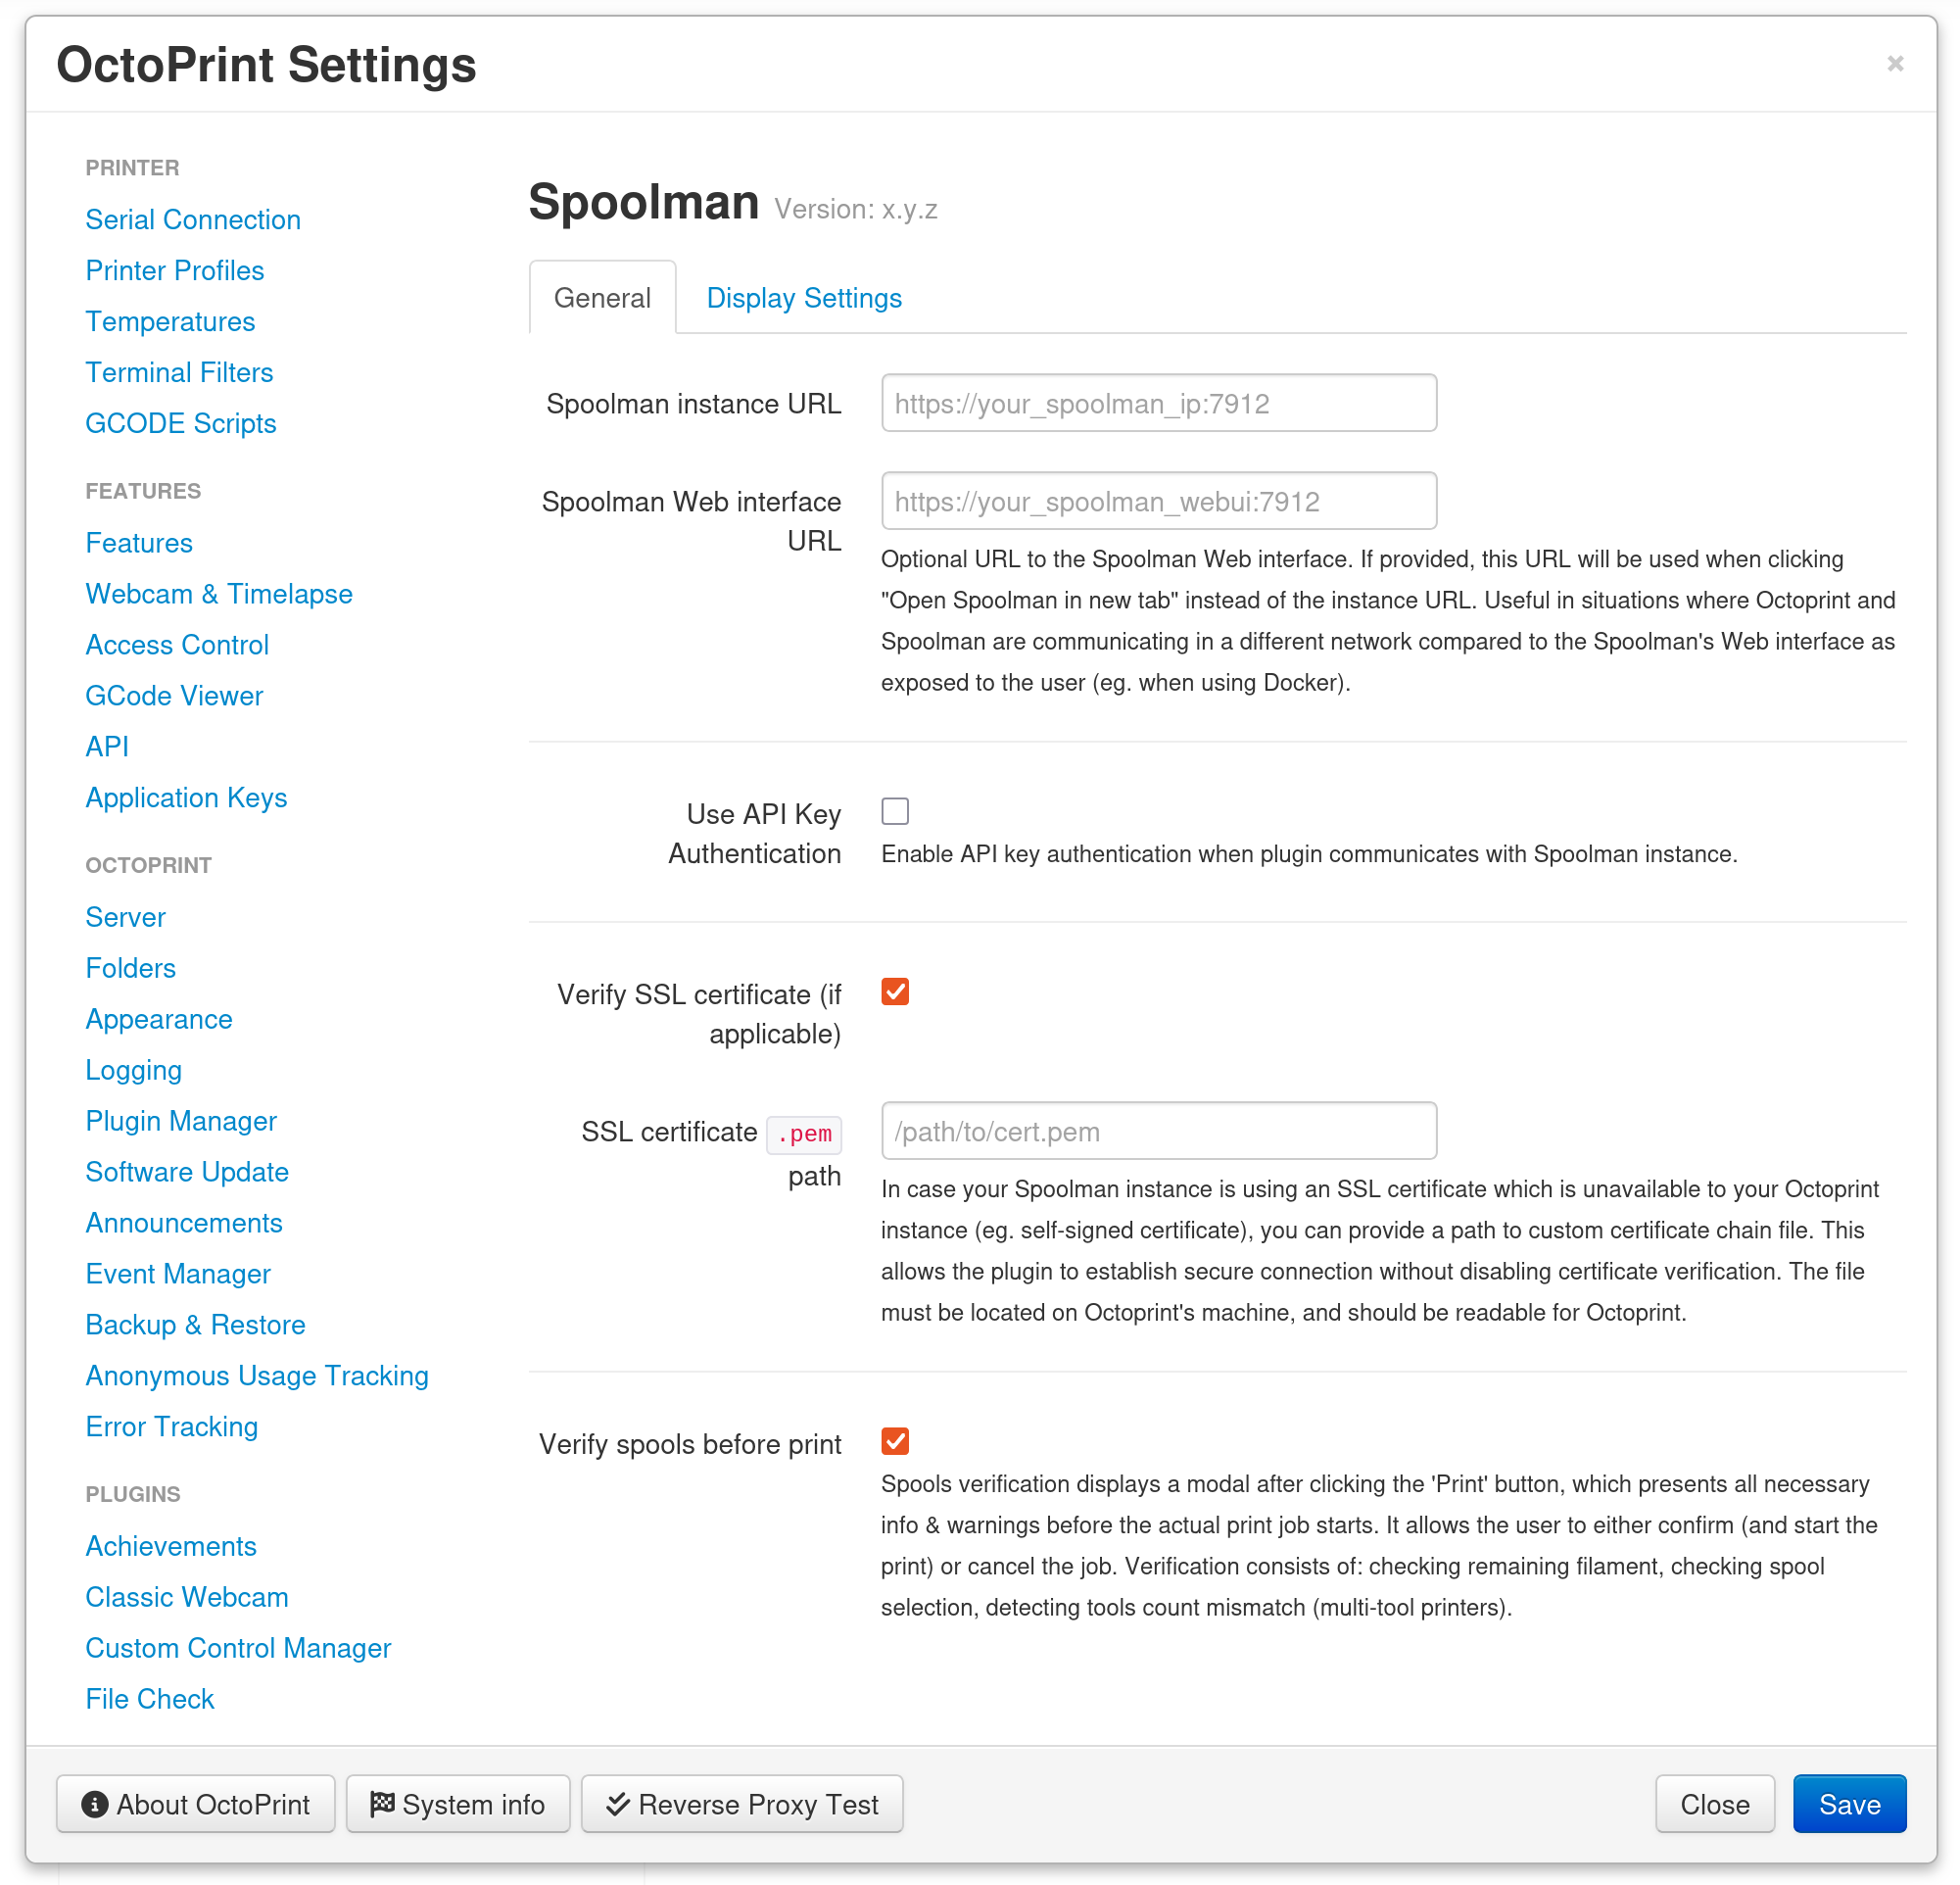 OctoPrint Settings
×
PRINTER
Serial Connection
Printer Profiles
Temperatures
Terminal Filters
GCODE Scripts
FEATURES
Features
Webcam & Timelapse
Access Control
GCode Viewer
API
Application Keys
OCTOPRINT
Server
Folders
Appearance
Logging
Plugin Manager
Software Update
Announcements
Event Manager
Backup & Restore
Anonymous Usage Tracking
Error Tracking
PLUGINS
Achievements
Classic Webcam
Custom Control Manager
File Check
Spoolman Version: x.y.z
General
Display Settings
Spoolman instance URL
https://your_spoolman_ip:7912
Spoolman Web interface
URL
https://your_spoolman_webui:7912
Optional URL to the Spoolman Web interface. If provided, this URL will be used when clicking
"Open Spoolman in new tab" instead of the instance URL. Useful in situations where Octoprint and
Spoolman are communicating in a different network compared to the Spoolman's Web interface as
exposed to the user (eg. when using Docker).
Use API Key
Authentication
Enable API key authentication when plugin communicates with Spoolman instance.
Verify SSL certificate (if
applicable)
SSL certificate .pem
path
/path/to/cert.pem
In case your Spoolman instance is using an SSL certificate which is unavailable to your Octoprint
instance (eg. self-signed certificate), you can provide a path to custom certificate chain file. This
allows the plugin to establish secure connection without disabling certificate verification. The file
must be located on Octoprint's machine, and should be readable for Octoprint.
Verify spools before print
Spools verification displays a modal after clicking the 'Print' button, which presents all necessary
info & warnings before the actual print job starts. It allows the user to either confirm (and start the
print) or cancel the job. Verification consists of: checking remaining filament, checking spool
selection, detecting tools count mismatch (multi-tool printers).
About OctoPrint
System info
Reverse Proxy Test
Close
Save